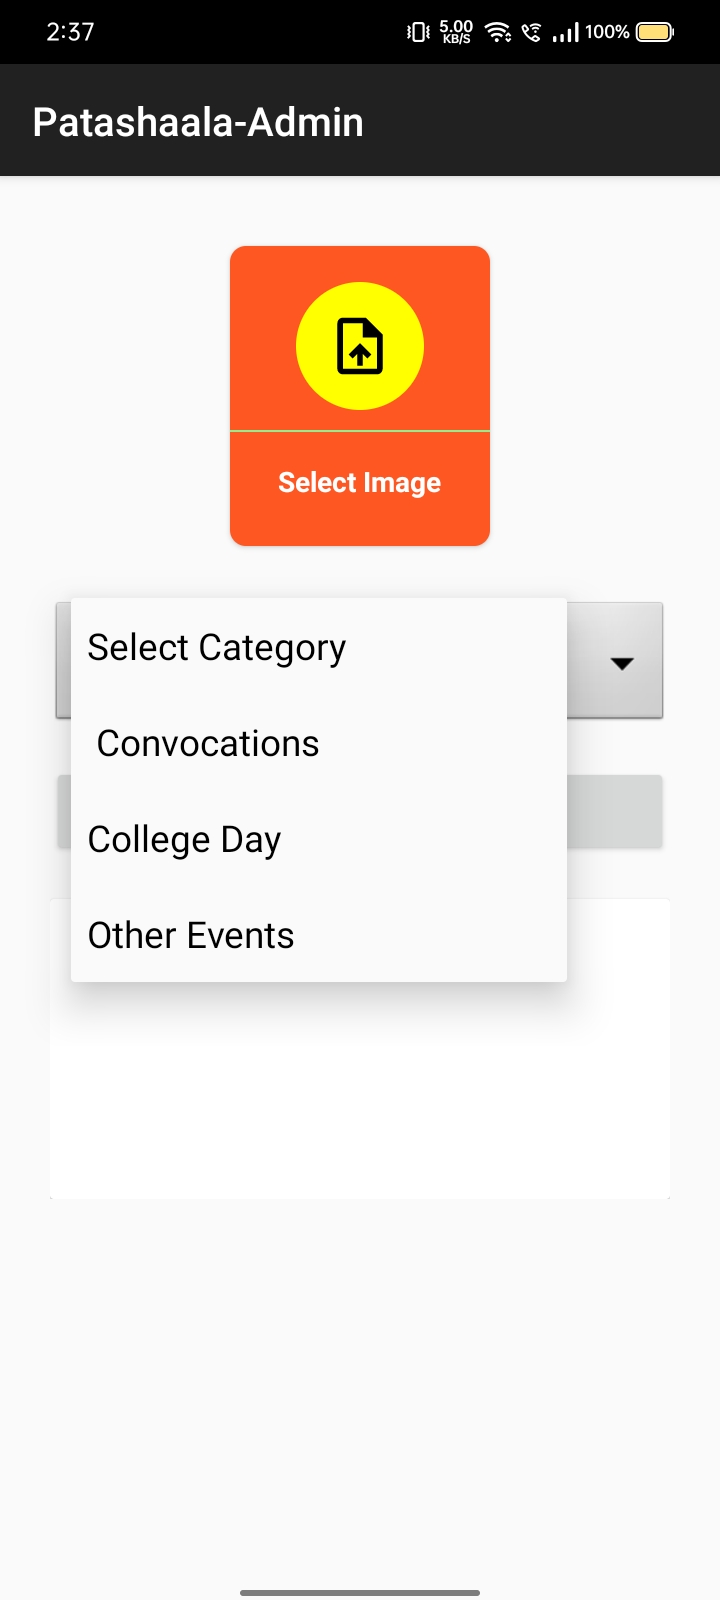 2:37
5.00
KB/S
100%
Patashaala-Admin
Select Image
Select Category
Convocations
College Day
Other Events